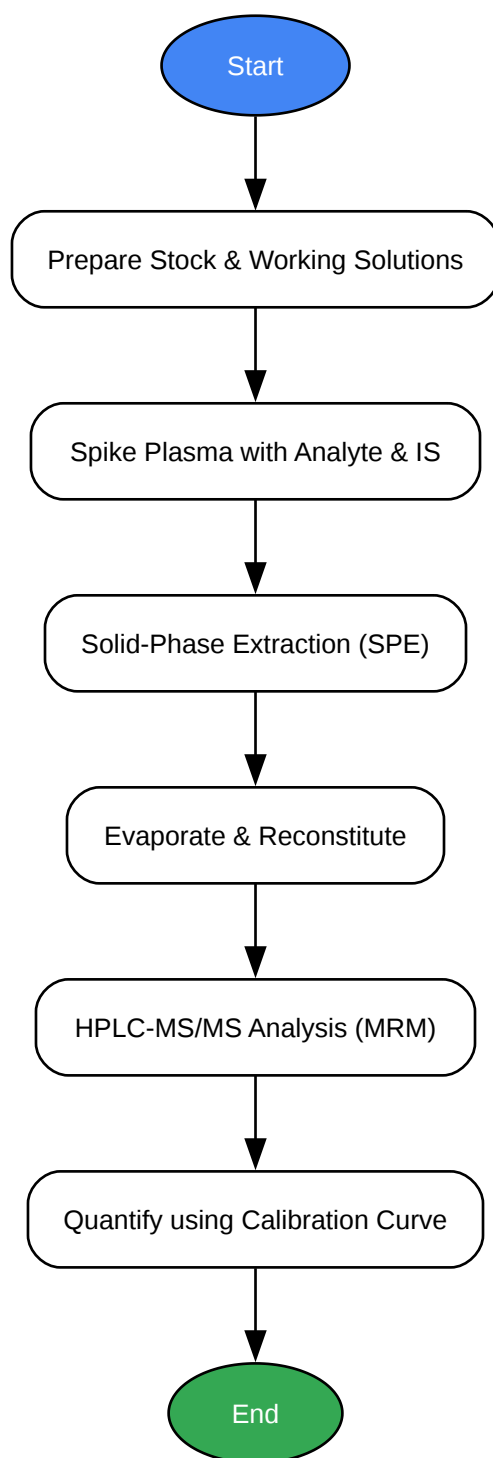 Start
Prepare Stock & Working Solutions
Spike Plasma with Analyte & IS
Solid-Phase Extraction (SPE)
Evaporate & Reconstitute
HPLC-MS/MS Analysis (MRM)
Quantify using Calibration Curve
End